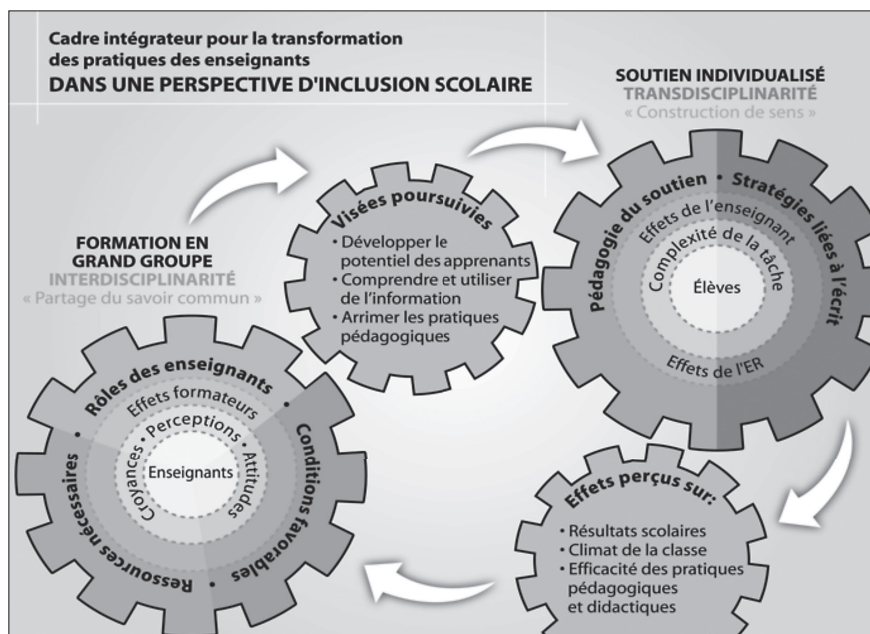 Cadre intégrateur pour la transformation
des pratiques des enseignants
DANS UNE PERSPECTIVE D'INCLUSION SCOLAIRE
SOUTIEN INDIVIDUALISÉ
TRANSDISCIPLINARITÉ
« Construction de sens »
FORMATION EN
GRAND GROUPE
INTERDISCIPLINARITÉ
« Partage du savoir commun »
Visées poursuivies
• Développer le
potentiel des apprenants
• Comprendre et utiliser
de l'information
• Arrimer les pratiques
pédagogiques
Pédagogie du soutien • Stratégies liées à l'écrit
Effets de l'enseignant
Complexité de la tâche
Élèves
Effets de l'ER
Rôles des enseignants • Conditions favorables • Ressources nécessaires •
Effets formateurs
Croyances • Perceptions • Attitudes
Enseignants
Effets perçus sur:
• Résultats scolaires
• Climat de la classe
• Efficacité des pratiques
pédagogiques
et didactiques